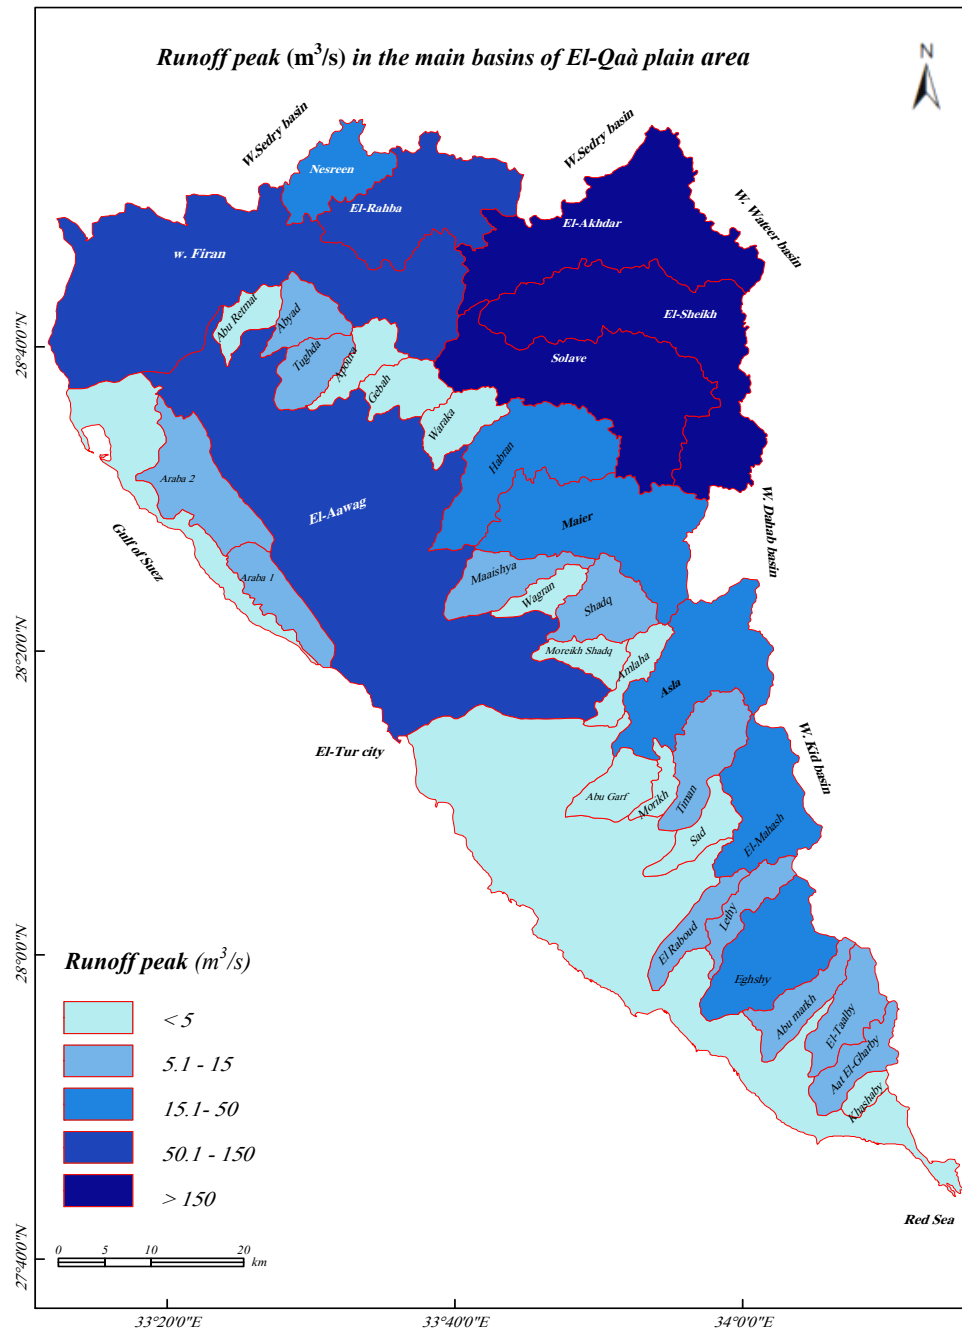 Runoff peak (m³/s) in the main basins of El-Qaà plain area
N
W.Sedry basin
W.Sedry basin
W. Wateer basin
Nesreen
El-Rahba
El-Akhdar
w. Firan
El-Sheikh
Abu Retmat
Abyad
Tughda
Apoura
Gebah
Solave
Waraka
Habran
Araba 2
El-Aawag
Maier
W. Dahab basin
Gulf of Suez
Araba 1
Maaishya
Wagran
Shadq
Moreikh Shadq
Amlaha
Asla
El-Tur city
W. Kid basin
Abu Garf
Morikh
Timan
Sad
El-Mahash
El Raboud
Lethy
Eghshy
Abu markh
El-Taalby
Aat El-Gharby
Khashaby
Red Sea
Runoff peak (m³/s)
< 5
5.1 - 15
15.1- 50
50.1 - 150
> 150
0 5 10 20
km
28°40'0"N
28°20'0"N
28°0'0"N
27°40'0"N
33°20'0"E
33°40'0"E
34°0'0"E